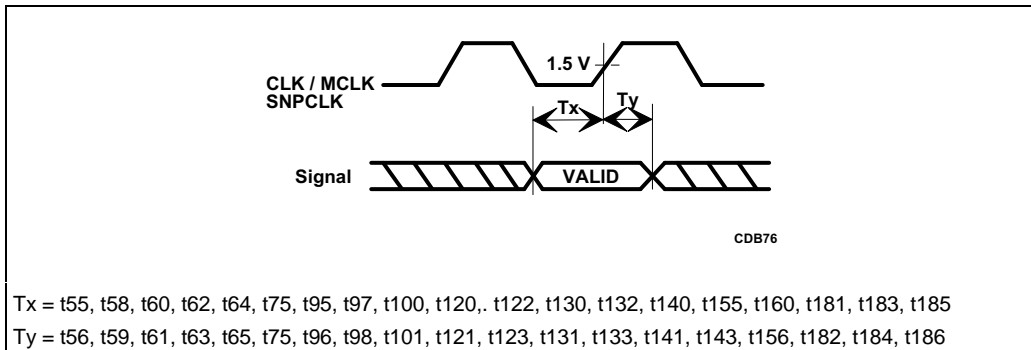 1.5 V
CLK / MCLK
SNPCLK
Tx Ty
Signal VALID
CDB76
Tx = t55, t58, t60, t62, t64, t75, t95, t97, t100, t120,. t122, t130, t132, t140, t155, t160, t181, t183, t185
Ty = t56, t59, t61, t63, t65, t75, t96, t98, t101, t121, t123, t131, t133, t141, t143, t156, t182, t184, t186